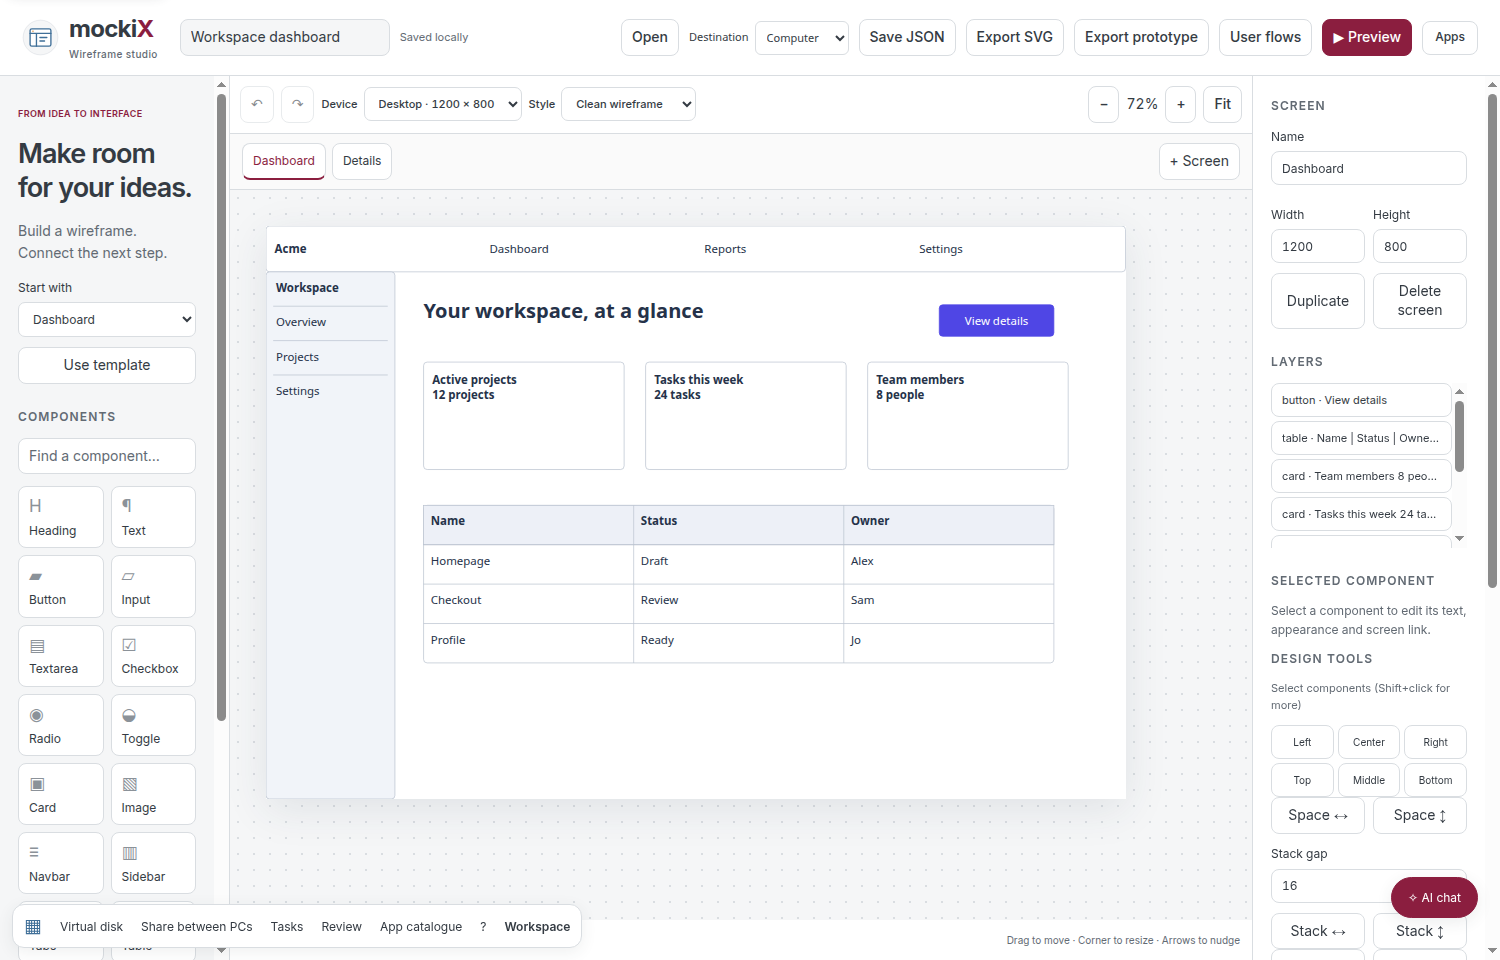 mockiX
Wireframe studio
Workspace dashboard
Saved locally
Open
Destination
Computer
Save JSON
Export SVG
Export prototype
User flows
▶ Preview
Apps
FROM IDEA TO INTERFACE
Make room
for your ideas.
Build a wireframe.
Connect the next step.
Start with
Dashboard
Use template
COMPONENTS
Find a component...
H
Heading
¶
Text
Button
Input
Textarea
Checkbox
Radio
Toggle
Card
Image
Navbar
Sidebar
↶
↷
Device
Desktop · 1200 × 800
Style
Clean wireframe
−
72%
+
Fit
Dashboard
Details
+ Screen
Acme
Dashboard
Reports
Settings
Workspace
Overview
Projects
Settings
Your workspace, at a glance
View details
Active projects
12 projects
Tasks this week
24 tasks
Team members
8 people
Name
Status
Owner
Homepage
Draft
Alex
Checkout
Review
Sam
Profile
Ready
Jo
Drag to move · Corner to resize · Arrows to nudge
SCREEN
Name
Dashboard
Width
Height
1200
800
Duplicate
Delete
screen
LAYERS
button · View details
table · Name | Status | Owne...
card · Team members 8 peo...
card · Tasks this week 24 ta...
SELECTED COMPONENT
Select a component to edit its text,
appearance and screen link.
DESIGN TOOLS
Select components (Shift+click for
more)
Left
Center
Right
Top
Middle
Bottom
Space ↔
Space ↕
Stack gap
16
Stack ↔
Stack ↕
✧ AI chat
Virtual disk
Share between PCs
Tasks
Review
App catalogue
?
Workspace